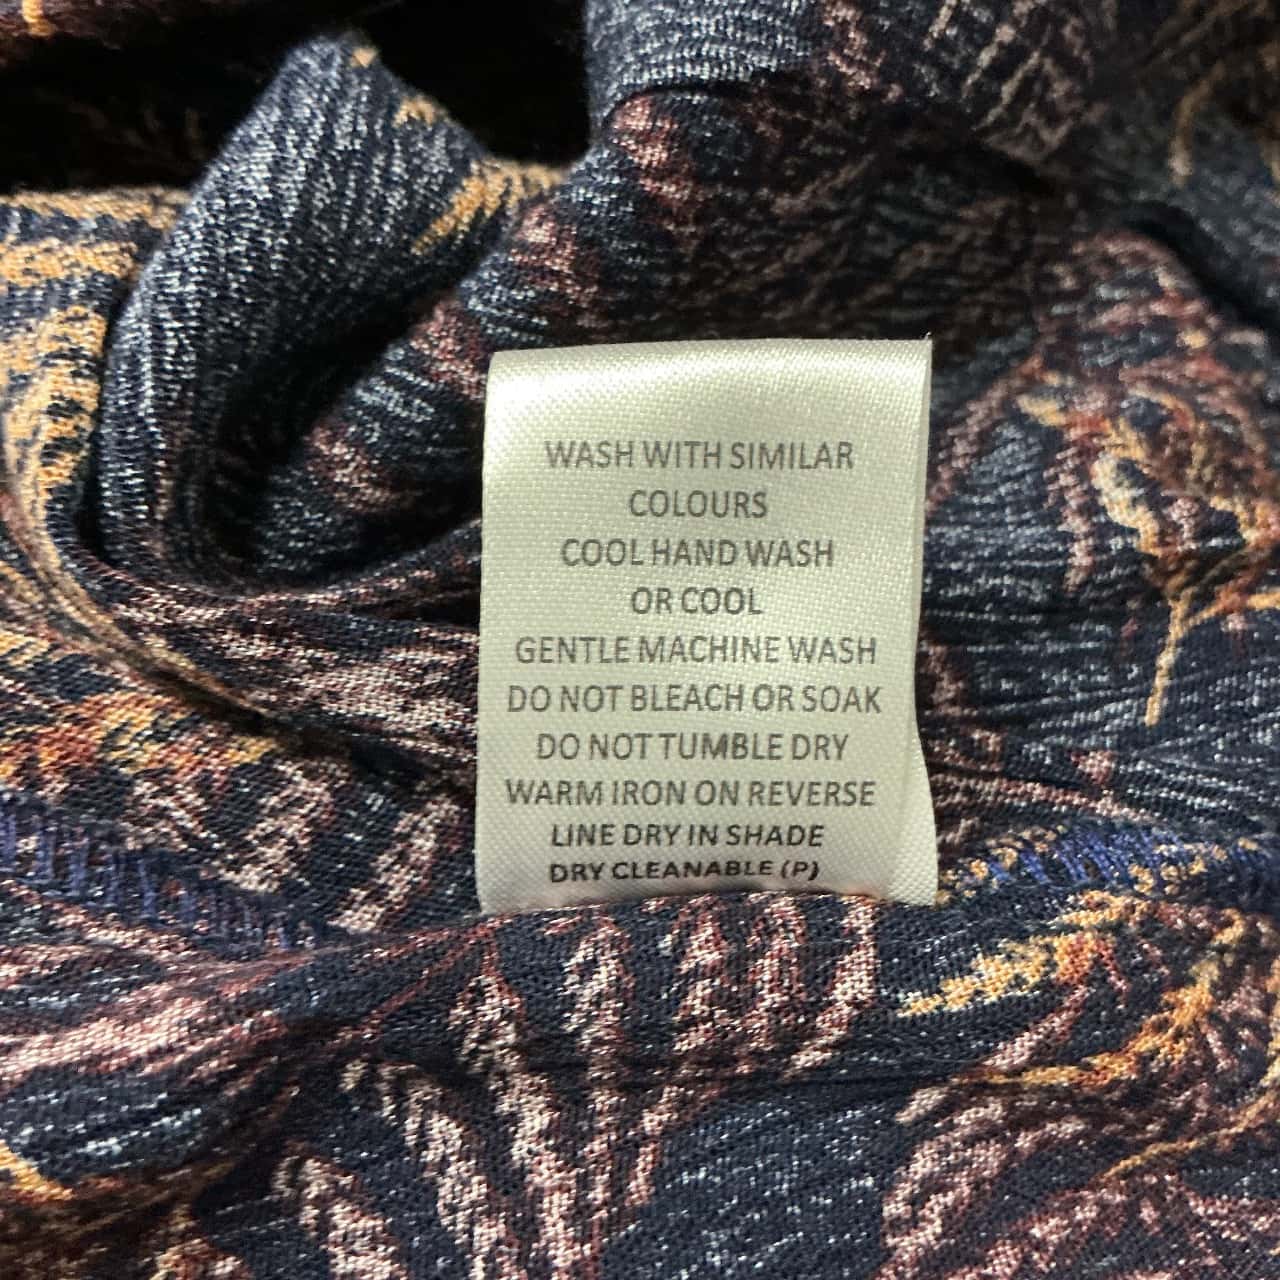 WASH WITH SIMILAR
COLOURS
COOL HAND WASH
OR COOL
GENTLE MACHINE WASH
DO NOT BLEACH OR SOAK
DO NOT TUMBLE DRY
WARM IRON ON REVERSE
LINE DRY IN SHADE
DRY CLEANABLE (P)